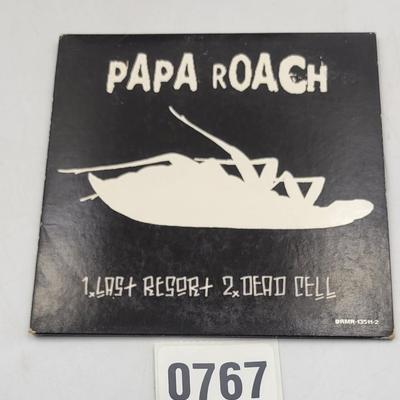 PAPA ROACH
1. LAST RESORT 2. DEAD CELL
DRMR-13511-2
0767